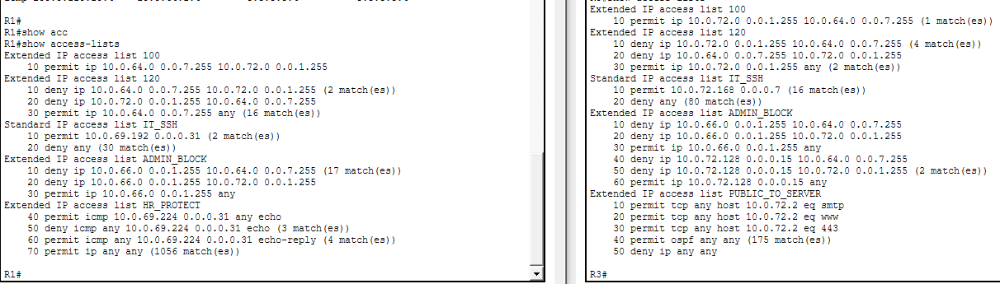 R1#
R1#show acc
R1#show access-lists
Extended IP access list 100
10 permit ip 10.0.64.0 0.0.7.255 10.0.72.0 0.0.1.255
Extended IP access list 120
10 deny ip 10.0.64.0 0.0.7.255 10.0.72.0 0.0.1.255 (2 match(es))
20 deny ip 10.0.72.0 0.0.1.255 10.0.64.0 0.0.7.255
30 permit ip 10.0.64.0 0.0.7.255 any (16 match(es))
Standard IP access list IT_SSH
10 permit 10.0.69.192 0.0.0.31 (2 match(es))
20 deny any (30 match(es))
Extended IP access list ADMIN_BLOCK
10 deny ip 10.0.66.0 0.0.1.255 10.0.64.0 0.0.7.255 (17 match(es))
20 deny ip 10.0.66.0 0.0.1.255 10.0.72.0 0.0.1.255
30 permit ip 10.0.66.0 0.0.1.255 any
Extended IP access list HR_PROTECT
40 permit icmp 10.0.69.224 0.0.0.31 any echo
50 deny icmp any 10.0.69.224 0.0.0.31 echo (3 match(es))
60 permit icmp any 10.0.69.224 0.0.0.31 echo-reply (4 match(es))
70 permit ip any any (1056 match(es))
R1#
Extended IP access list 100
10 permit ip 10.0.72.0 0.0.1.255 10.0.64.0 0.0.7.255 (1 match(es))
Extended IP access list 120
10 deny ip 10.0.72.0 0.0.1.255 10.0.64.0 0.0.7.255 (4 match(es))
20 deny ip 10.0.64.0 0.0.7.255 10.0.72.0 0.0.1.255
30 permit ip 10.0.72.0 0.0.1.255 any (2 match(es))
Standard IP access list IT_SSH
10 permit 10.0.72.168 0.0.0.7 (16 match(es))
20 deny any (80 match(es))
Extended IP access list ADMIN_BLOCK
10 deny ip 10.0.66.0 0.0.1.255 10.0.64.0 0.0.7.255
20 deny ip 10.0.66.0 0.0.1.255 10.0.72.0 0.0.1.255
30 permit ip 10.0.66.0 0.0.1.255 any
40 deny ip 10.0.72.128 0.0.0.15 10.0.64.0 0.0.7.255
50 deny ip 10.0.72.128 0.0.0.15 10.0.72.0 0.0.1.255 (2 match(es))
60 permit ip 10.0.72.128 0.0.0.15 any
Extended IP access list PUBLIC_TO_SERVER
10 permit tcp any host 10.0.72.2 eq smtp
20 permit tcp any host 10.0.72.2 eq www
30 permit tcp any host 10.0.72.2 eq 443
40 permit ospf any any (175 match(es))
50 deny ip any any
R3#